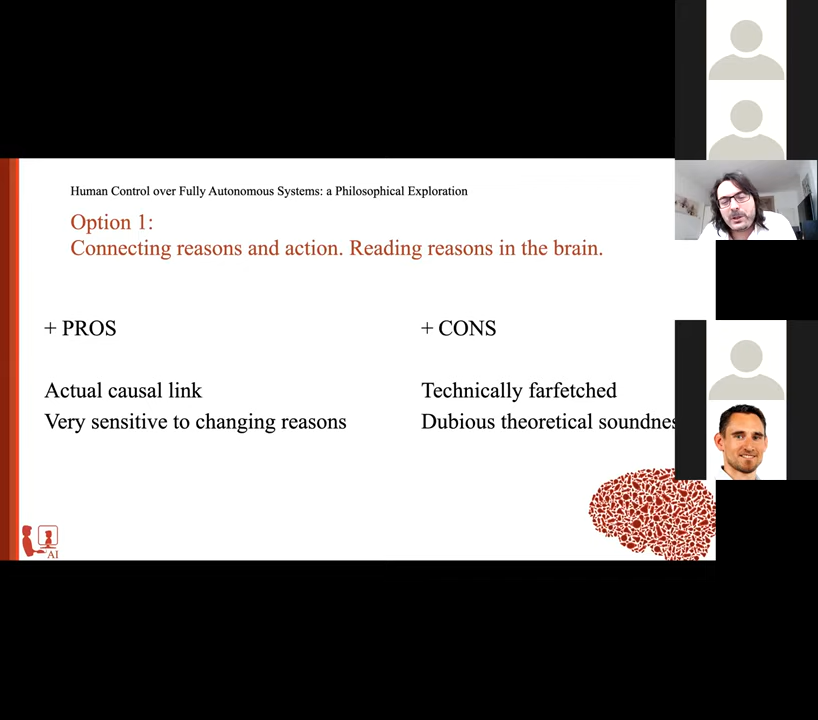 Human Control over Fully Autonomous Systems: a Philosophical Exploration
Option 1:
Connecting reasons and action. Reading reasons in the brain.
+ PROS
+ CONS
Actual causal link
Technically farfetched
Very sensitive to changing reasons
Dubious theoretical soundnes
AI